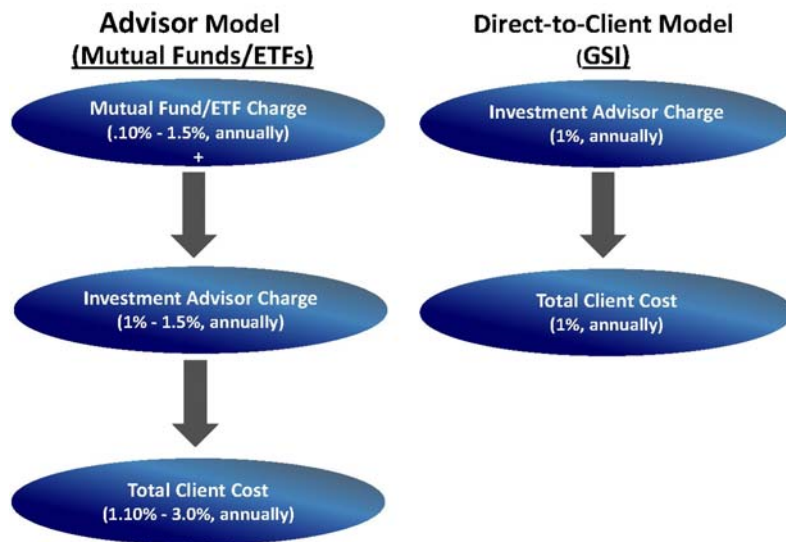 Advisor Model
(Mutual Funds/ETFs)
Mutual Fund/ETF Charge
(.10% - 1.5%, annually)
+
Investment Advisor Charge
(1% - 1.5%, annually)
Total Client Cost
(1.10% - 3.0%, annually)
Direct-to-Client Model
(GSI)
Investment Advisor Charge
(1%, annually)
Total Client Cost
(1%, annually)